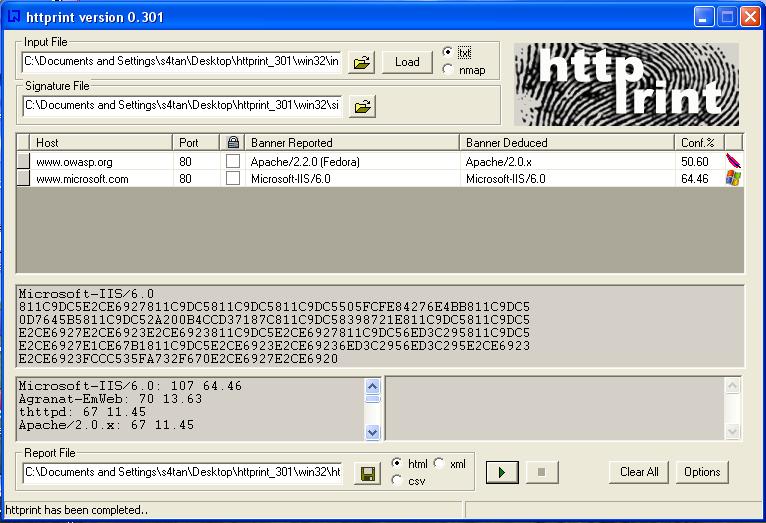 httprint version 0.301
Input File
C:\Documents and Settings\s4tan\Desktop\httprint_301\win32\in
Load
txt
nmap
Signature File
C:\Documents and Settings\s4tan\Desktop\httprint_301\win32\si
http
print
Host Port Banner Reported Banner Deduced Conf.%
www.owasp.org 80 Apache/2.2.0 (Fedora) Apache/2.0.x 50.60
www.microsoft.com 80 Microsoft-IIS/6.0 Microsoft-IIS/6.0 64.46
Microsoft-IIS/6.0
811C9DC5E2CE6927811C9DC5811C9DC5811C9DC5505FCFE84276E4BB811C9DC5
0D7645B5811C9DC52A200B4CCD37187C811C9DC58398721E811C9DC5811C9DC5
E2CE6927E2CE6923E2CE6923811C9DC5E2CE6927811C9DC56ED3C295811C9DC5
E2CE6927E1CE67B1811C9DC5E2CE6923E2CE69236ED3C2956ED3C295E2CE6923
E2CE6923FCCC535FA732F670E2CE6927E2CE6920
Microsoft-IIS/6.0: 107 64.46
Agranat-EmWeb: 70 13.63
thttpd: 67 11.45
Apache/2.0.x: 67 11.45
Report File
C:\Documents and Settings\s4tan\Desktop\httprint_301\win32\ht
html
xml
csv
Clear All
Options
httprint has been completed..